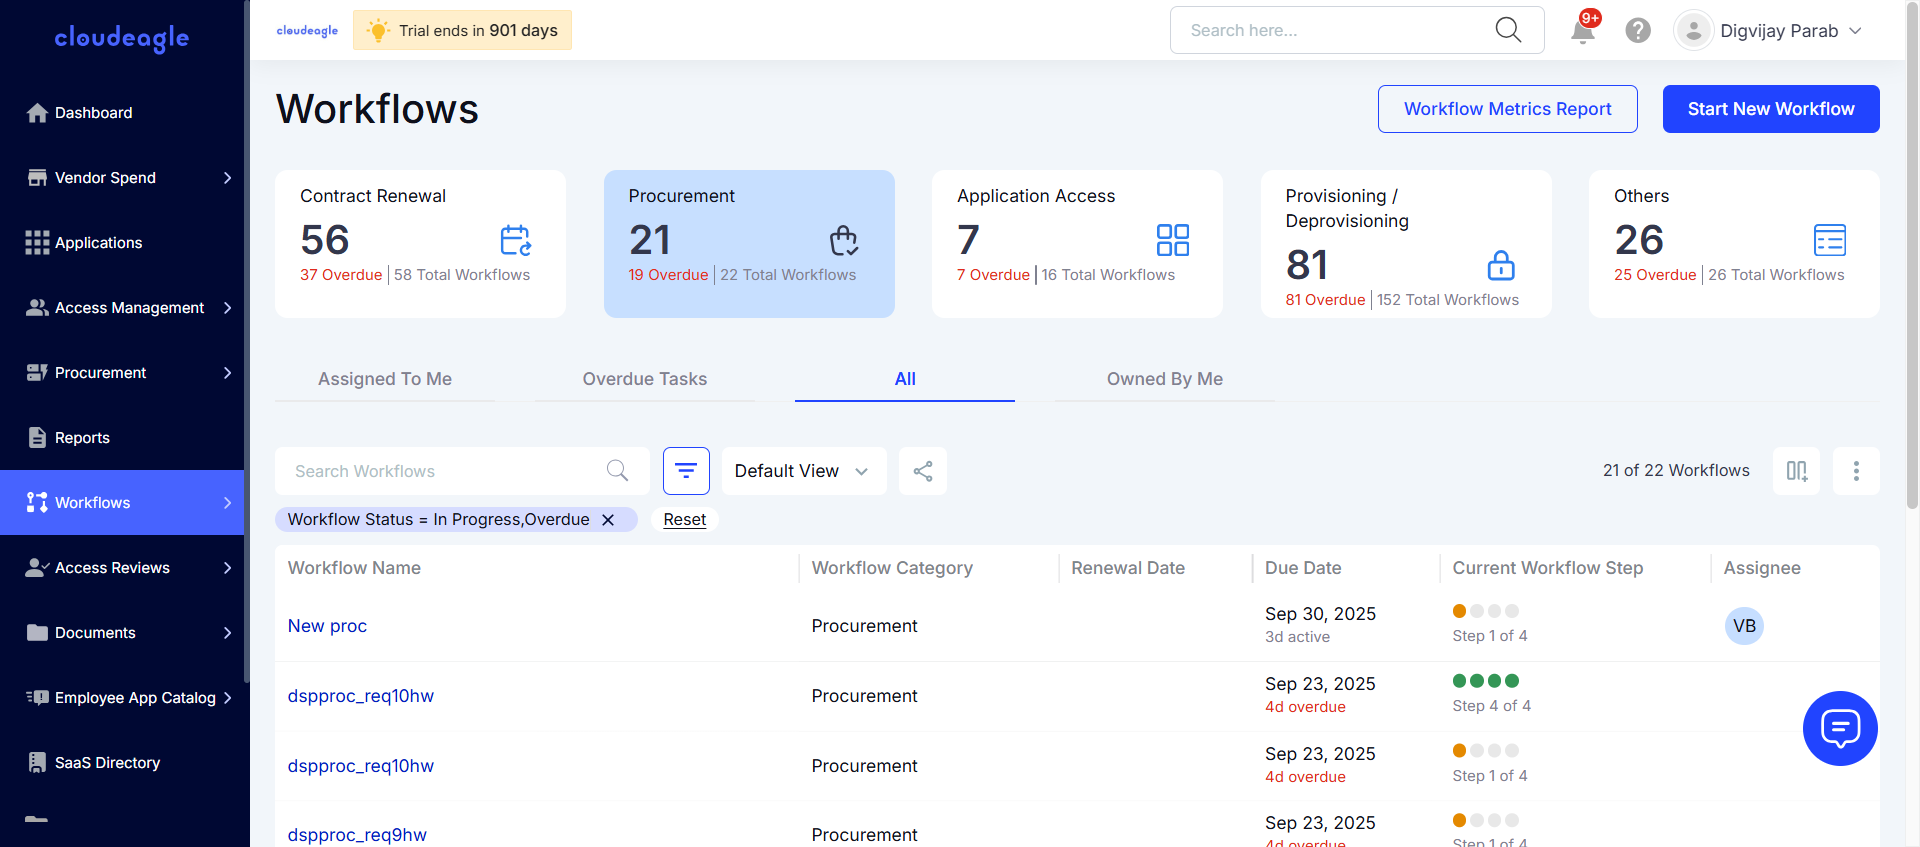 cloudeagle
Dashboard
Vendor Spend
Applications
Access Management
Procurement
Reports
Workflows
Access Reviews
Documents
Employee App Catalog
SaaS Directory
cloudeagle
Trial ends in 901 days
Search here...
9+
Digvijay Parab
Workflows
Workflow Metrics Report
Start New Workflow
Contract Renewal
56
37 Overdue 58 Total Workflows
Procurement
21
19 Overdue 22 Total Workflows
Application Access
7
7 Overdue 16 Total Workflows
Provisioning /
Deprovisioning
81
81 Overdue 152 Total Workflows
Others
26
25 Overdue 26 Total Workflows
Assigned To Me
Overdue Tasks
All
Owned By Me
Search Workflows
Default View
21 of 22 Workflows
Workflow Status = In Progress,Overdue
Reset
Workflow Name Workflow Category Renewal Date Due Date Current Workflow Step Assignee
New proc Procurement Sep 30, 2025 VB
3d active Step 1 of 4
dspproc_req10hw Procurement Sep 23, 2025
4d overdue Step 4 of 4
dspproc_req10hw Procurement Sep 23, 2025
4d overdue Step 1 of 4
dspproc_req9hw Procurement Sep 23, 2025
4d overdue Step 1 of 4